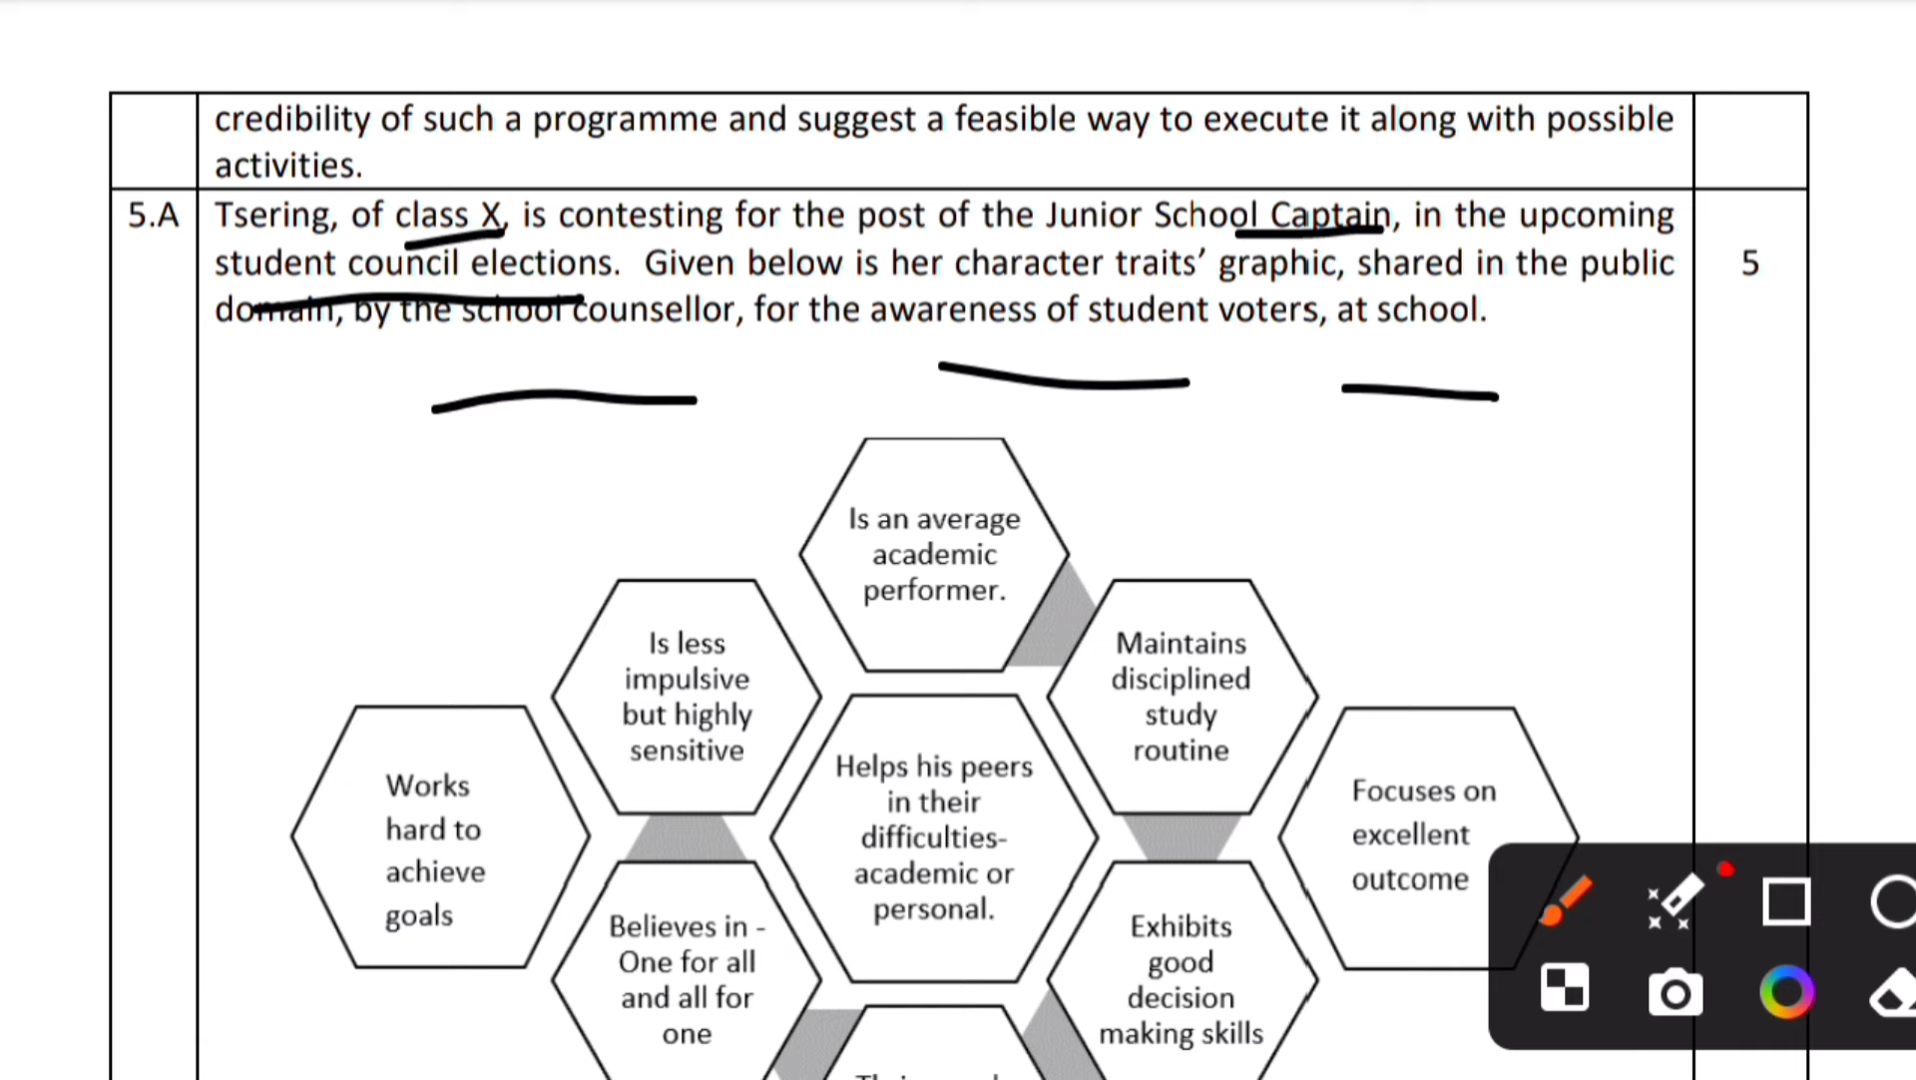 credibility of such a programme and suggest a feasible way to execute it along with possible
activities.
5.A Tsering, of class X, is contesting for the post of the Junior School Captain, in the upcoming
student council elections. Given below is her character traits' graphic, shared in the public 5
domain, by the school counsellor, for the awareness of student voters, at school.
Is an average
academic
performer.
Is less
impulsive
but highly
sensitive
Maintains
disciplined
study
routine
Works
hard to
achieve
goals
Helps his peers
in their
difficulties-
academic or
personal.
Focuses on
excellent
outcome
Believes in -
One for all
and all for
one
Exhibits
good
decision
making skills